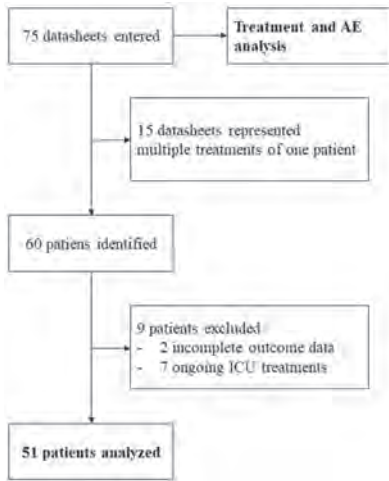 75 datasheets entered
Treatment and AE
analysis
15 datasheets represented
multiple treatments of one patient
60 patiens identified
9 patients excluded
- 2 incomplete outcome data
- 7 ongoing ICU treatments
51 patients analyzed